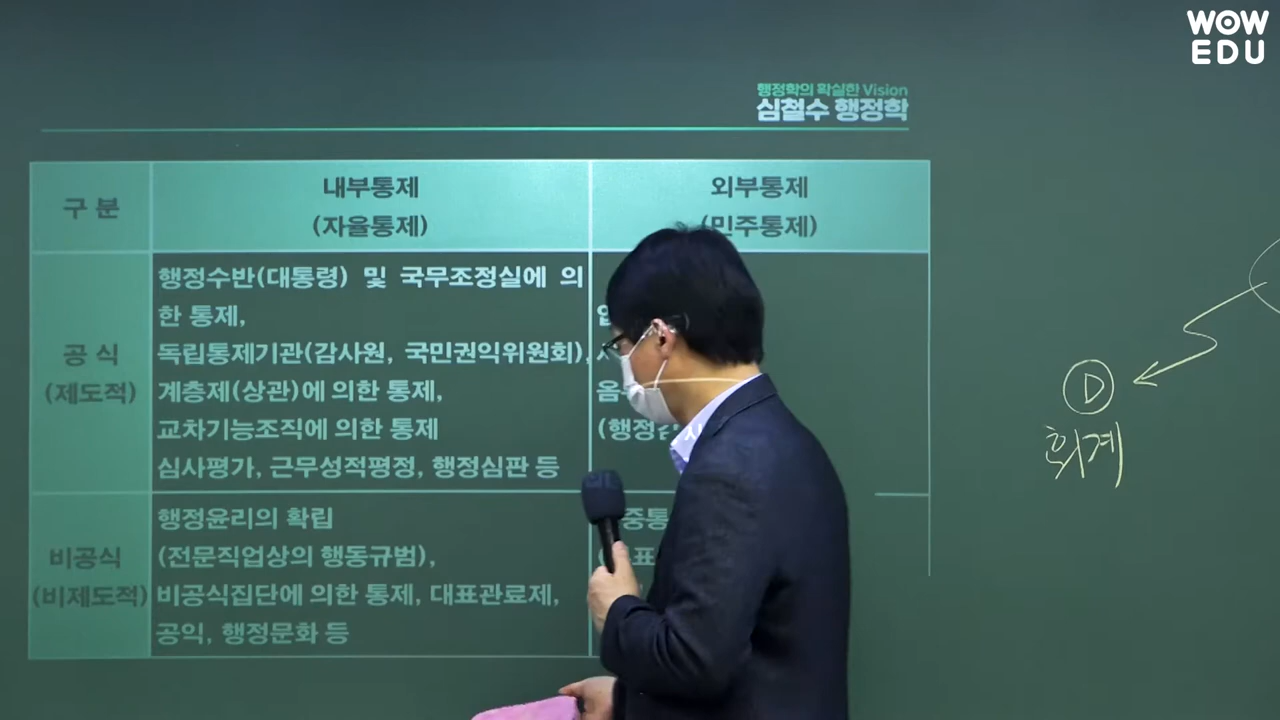 WOW
EDU
행정학의 확실한 Vision
심철수 행정학
구 분
내부통제
(자율통제)
외부통제
(민주통제)
공 식
(제도적)
행정수반(대통령) 및 국무조정실에 의
한 통제,
독립통제기관(감사원, 국민권익위원회),
계층제(상관)에 의한 통제,
교차기능조직에 의한 통제
심사평가, 근무성적평정, 행정심판 등
비공식
(비제도적)
행정윤리의 확립
(전문직업상의 행동규범),
비공식집단에 의한 통제, 대표관료제,
공익, 행정문화 등
D
회계